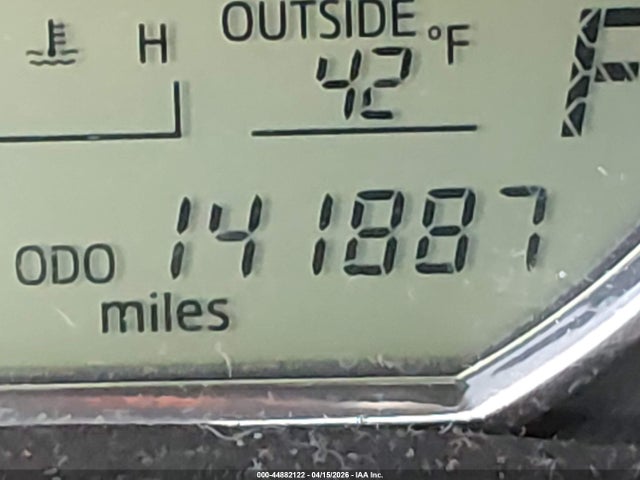 H OUTSIDE °F
42
ODO 141887
miles
000-44882122 - 04/15/2026 - IAA Inc.